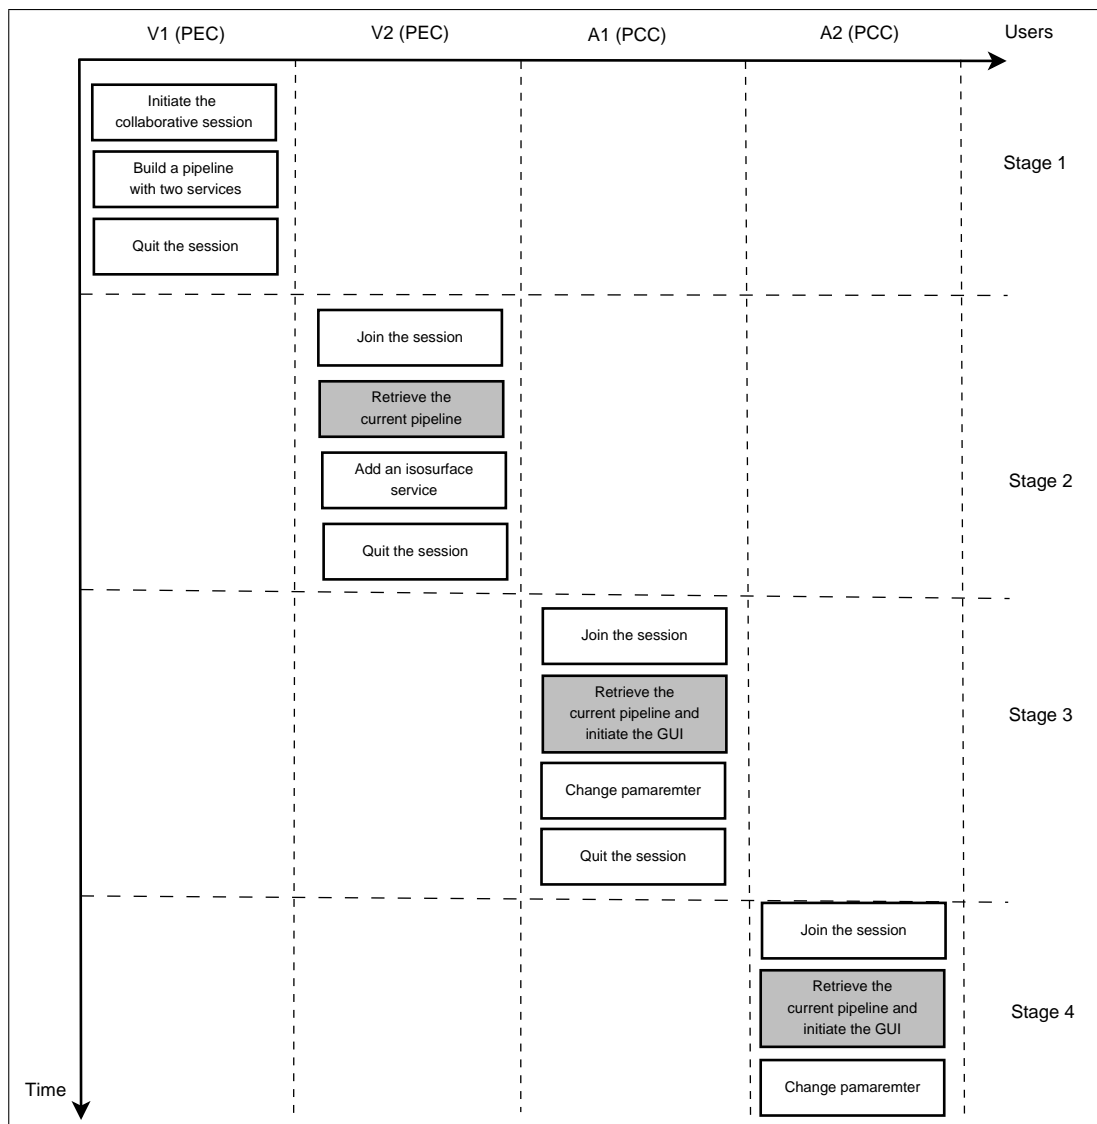 V1 (PEC)
V2 (PEC)
A1 (PCC)
A2 (PCC)
Users
Initiate the
collaborative session
Build a pipeline
with two services
Quit the session
Stage 1
Join the session
Retrieve the
current pipeline
Add an isosurface
service
Quit the session
Stage 2
Join the session
Retrieve the
current pipeline and
initiate the GUI
Change pamaremter
Quit the session
Stage 3
Join the session
Retrieve the
current pipeline and
initiate the GUI
Change pamaremter
Stage 4
Time